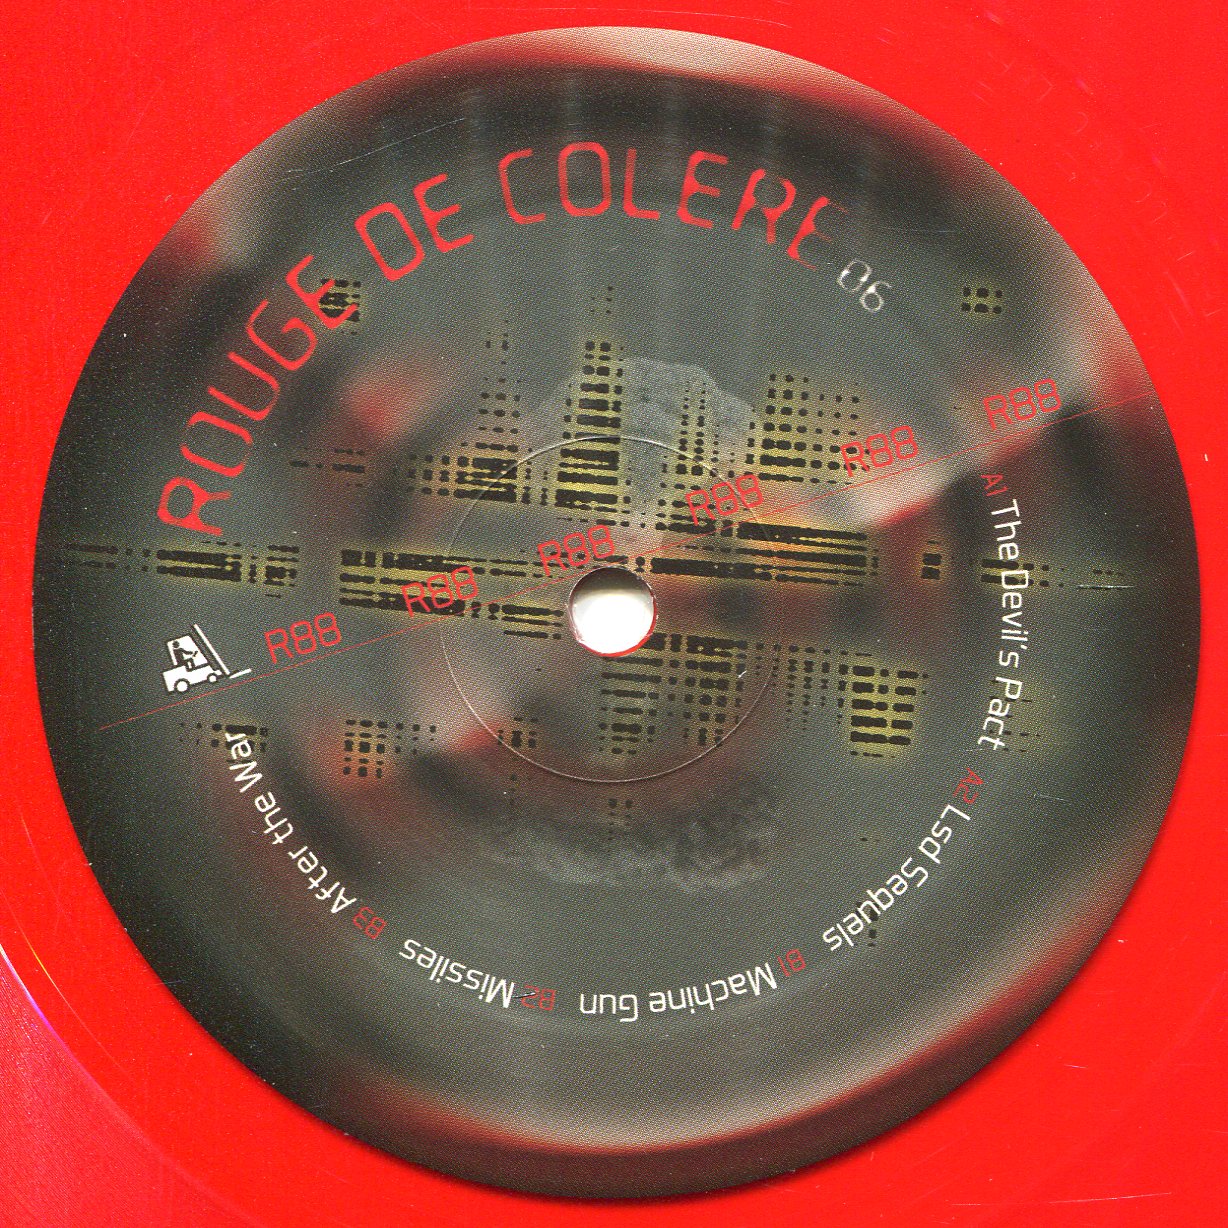 ROUGE DE COLERE 06
R88 R88 R88 R89 R88 R88
A1 The Devil's Pact A2 Lsd Sequels B1 Machine Gun B2 Missiles B3 After the War